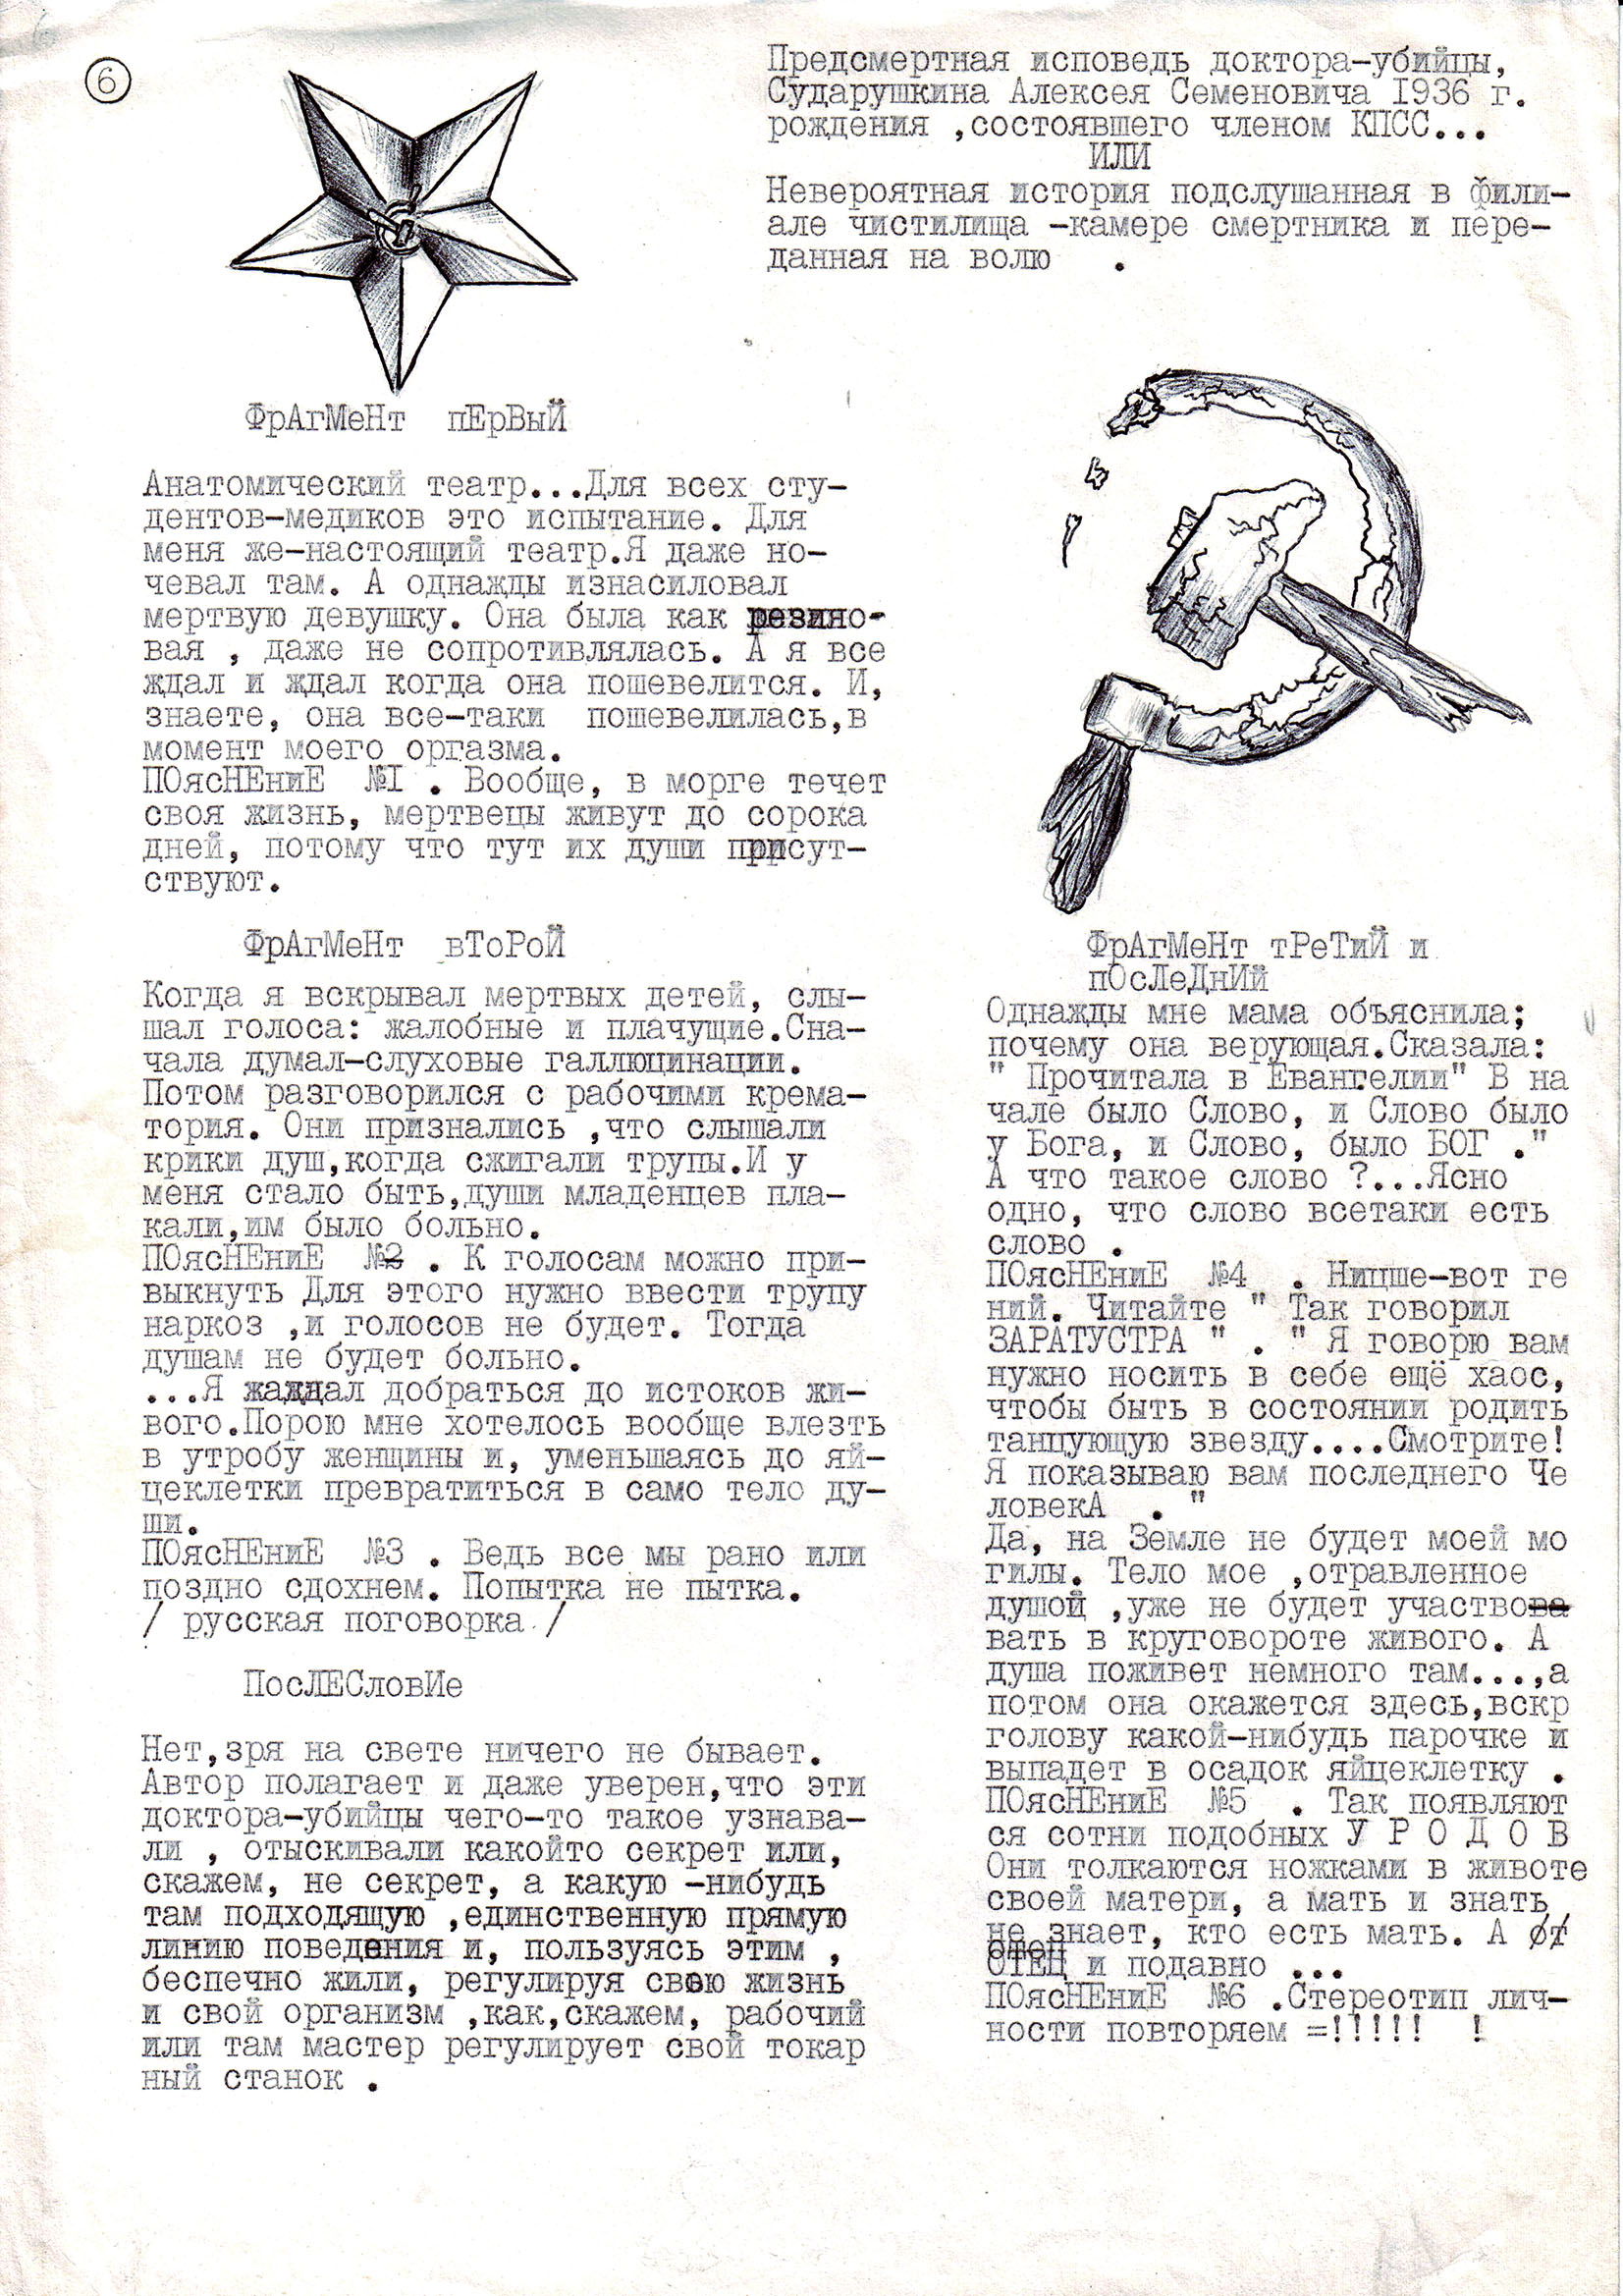 6
Предсмертная исповедь доктора-убийцы,
Сударушкина Алексея Семеновича 1936 г.
рождения ,состоявшего членом КПСС...
ИЛИ
Невероятная история подслушанная в фили-
але чистилища -камере смертника и пере-
данная на волю .
ФрАгМеНт пЕрВыЙ
Анатомический театр...Для всех сту-
дентов-медиков это испытание. Для
меня же-настоящий театр.Я даже но-
чевал там. А однажды изнасиловал
мертвую девушку. Она была как резино-
вая , даже не сопротивлялась. А я все
ждал и ждал когда она пошевелится. И,
знаете, она все-таки пошевелилась,в
момент моего оргазма.
ПОясНЕниЕ №I . Вообще, в морге течет
своя жизнь, мертвецы живут до сорока
дней, потому что тут их души присут-
ствуют.
ФрАгМеНт вТоРоЙ
Когда я вскрывал мертвых детей, слы-
шал голоса: жалобные и плачущие.Сна-
чала думал-слуховые галлюцинации.
Потом разговорился с рабочими крема-
тория. Они признались ,что слышали
крики душ,когда сжигали трупы.И у
меня стало быть,души младенцев пла-
кали,им было больно.
ПОясНЕниЕ №2 . К голосам можно при-
выкнуть Для этого нужно ввести трупу
наркоз ,и голосов не будет. Тогда
душам не будет больно.
...Я жаждал добраться до истоков жи-
вого.Порою мне хотелось вообще влезть
в утробу женщины и, уменьшаясь до яй-
цеклетки превратиться в само тело ду-
ши.
ПОясНЕниЕ №3 . Ведь все мы рано или
поздно сдохнем. Попытка не пытка.
/ русская поговорка /
ПосЛЕСловИе
Нет,зря на свете ничего не бывает.
Автор полагает и даже уверен,что эти
доктора-убийцы чего-то такое узнава-
ли , отыскивали какойто секрет или,
скажем, не секрет, а какую -нибудь
там подходящую ,единственную прямую
линию поведения и, пользуясь этим ,
беспечно жили, регулируя свою жизнь
и свой организм ,как,скажем, рабочий
или там мастер регулирует свой токар
ный станок .
ФрАгМеНт тРеТиЙ и
пОсЛеДнИй
Однажды мне мама объяснила;
почему она верующая.Сказала:
" Прочитала в Евангелии" В на
чале было Слово, и Слово было
у Бога, и Слово, было БОГ ."
А что такое слово ?...Ясно
одно, что слово всетаки есть
слово .
ПОясНЕниЕ №4 . Ницше-вот ге
ний. Читайте " Так говорил
ЗАРАТУСТРА " . " Я говорю вам
нужно носить в себе ещё хаос,
чтобы быть в состоянии родить
танцующую звезду....Смотрите!
Я показываю вам последнего Че
ловекА . "
Да, на Земле не будет моей мо
гилы. Тело мое ,отравленное
душой ,уже не будет участвова
вать в круговороте живого. А
душа поживет немного там...,а
потом она окажется здесь,вскр
голову какой-нибудь парочке и
выпадет в осадок яйцеклетку .
ПОясНЕниЕ №5 . Так появляют
ся сотни подобных У Р О Д О В
Они толкаются ножками в животе
своей матери, а мать и знать
не знает, кто есть мать. А от
ОТЕЦ и подавно ...
ПОясНЕниЕ №6 .Стереотип лич-
ности повторяем =!!!!! !